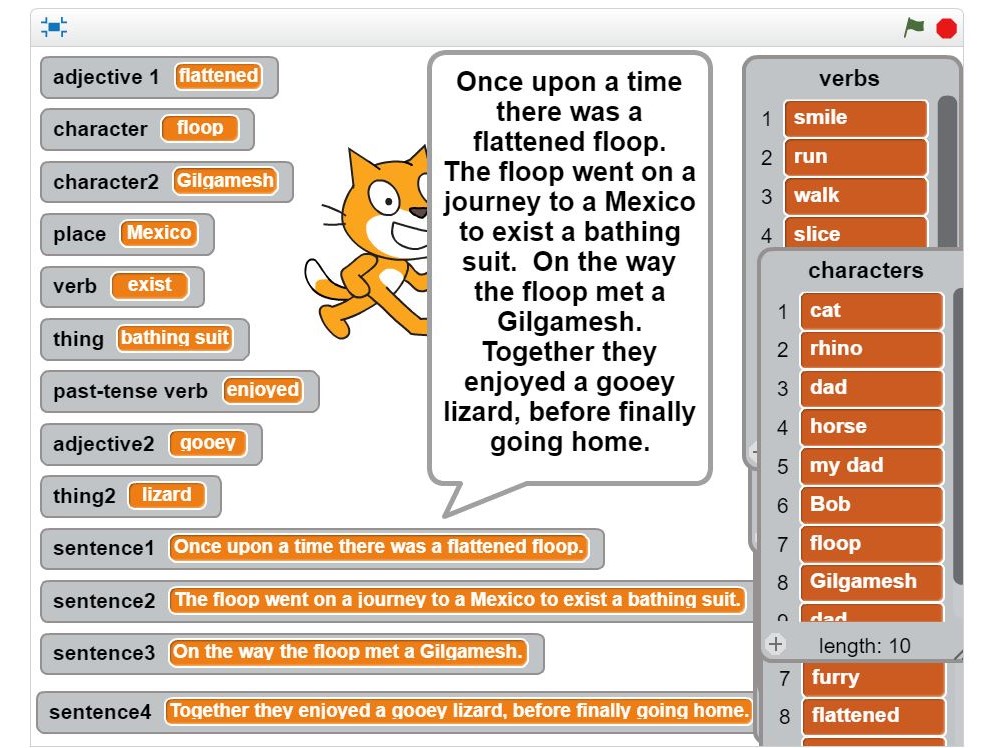 adjective 1 flattened
character floop
character2 Gilgamesh
place Mexico
verb exist
thing bathing suit
past-tense verb enjoyed
adjective2 gooey
thing2 lizard
sentence1 Once upon a time there was a flattened floop.
sentence2 The floop went on a journey to a Mexico to exist a bathing suit.
sentence3 On the way the floop met a Gilgamesh.
sentence4 Together they enjoyed a gooey lizard, before finally going home.
Once upon a time
there was a
flattened floop.
The floop went on a
journey to a Mexico
to exist a bathing
suit.  On the way
the floop met a
Gilgamesh.
Together they
enjoyed a gooey
lizard, before finally
going home.
verbs
1 smile
2 run
3 walk
4 slice
characters
1 cat
2 rhino
3 dad
4 horse
5 my dad
6 Bob
7 floop
8 Gilgamesh
9 dad
+ length: 10
7 furry
8 flattened